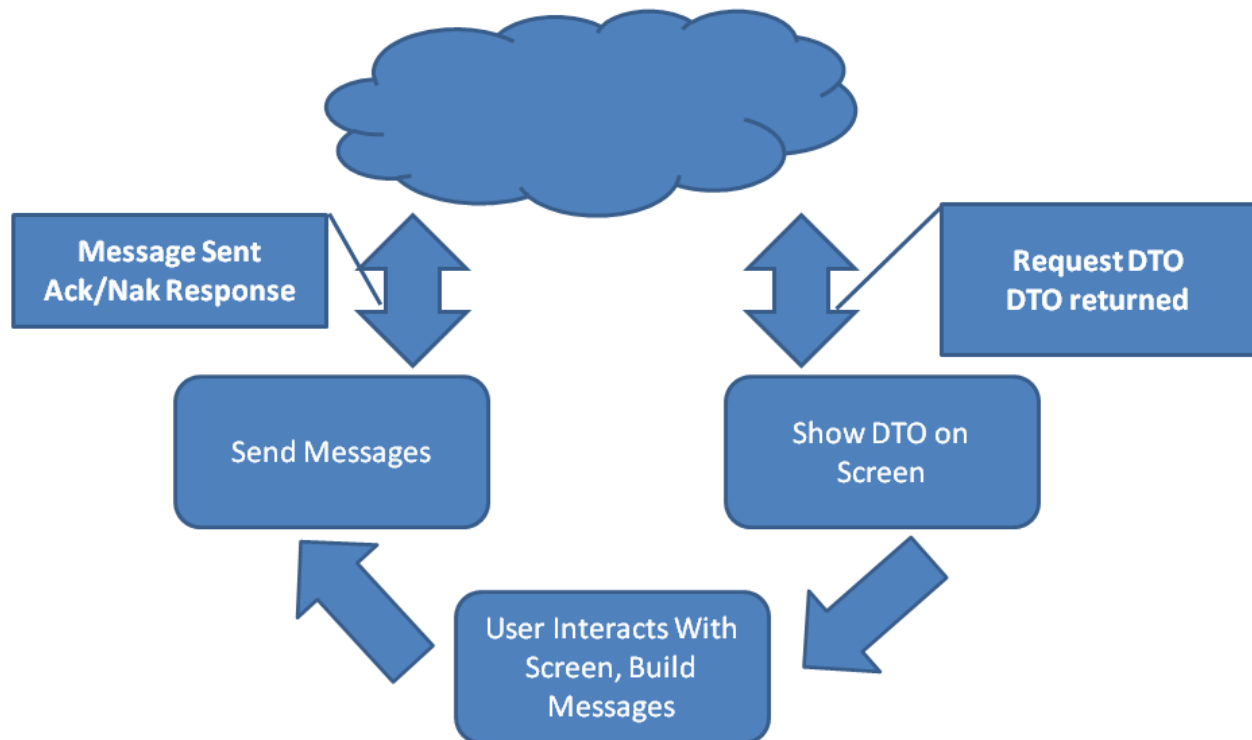 Message Sent
Ack/Nak Response
Request DTO
DTO returned
Send Messages
Show DTO on
Screen
User Interacts With
Screen, Build
Messages